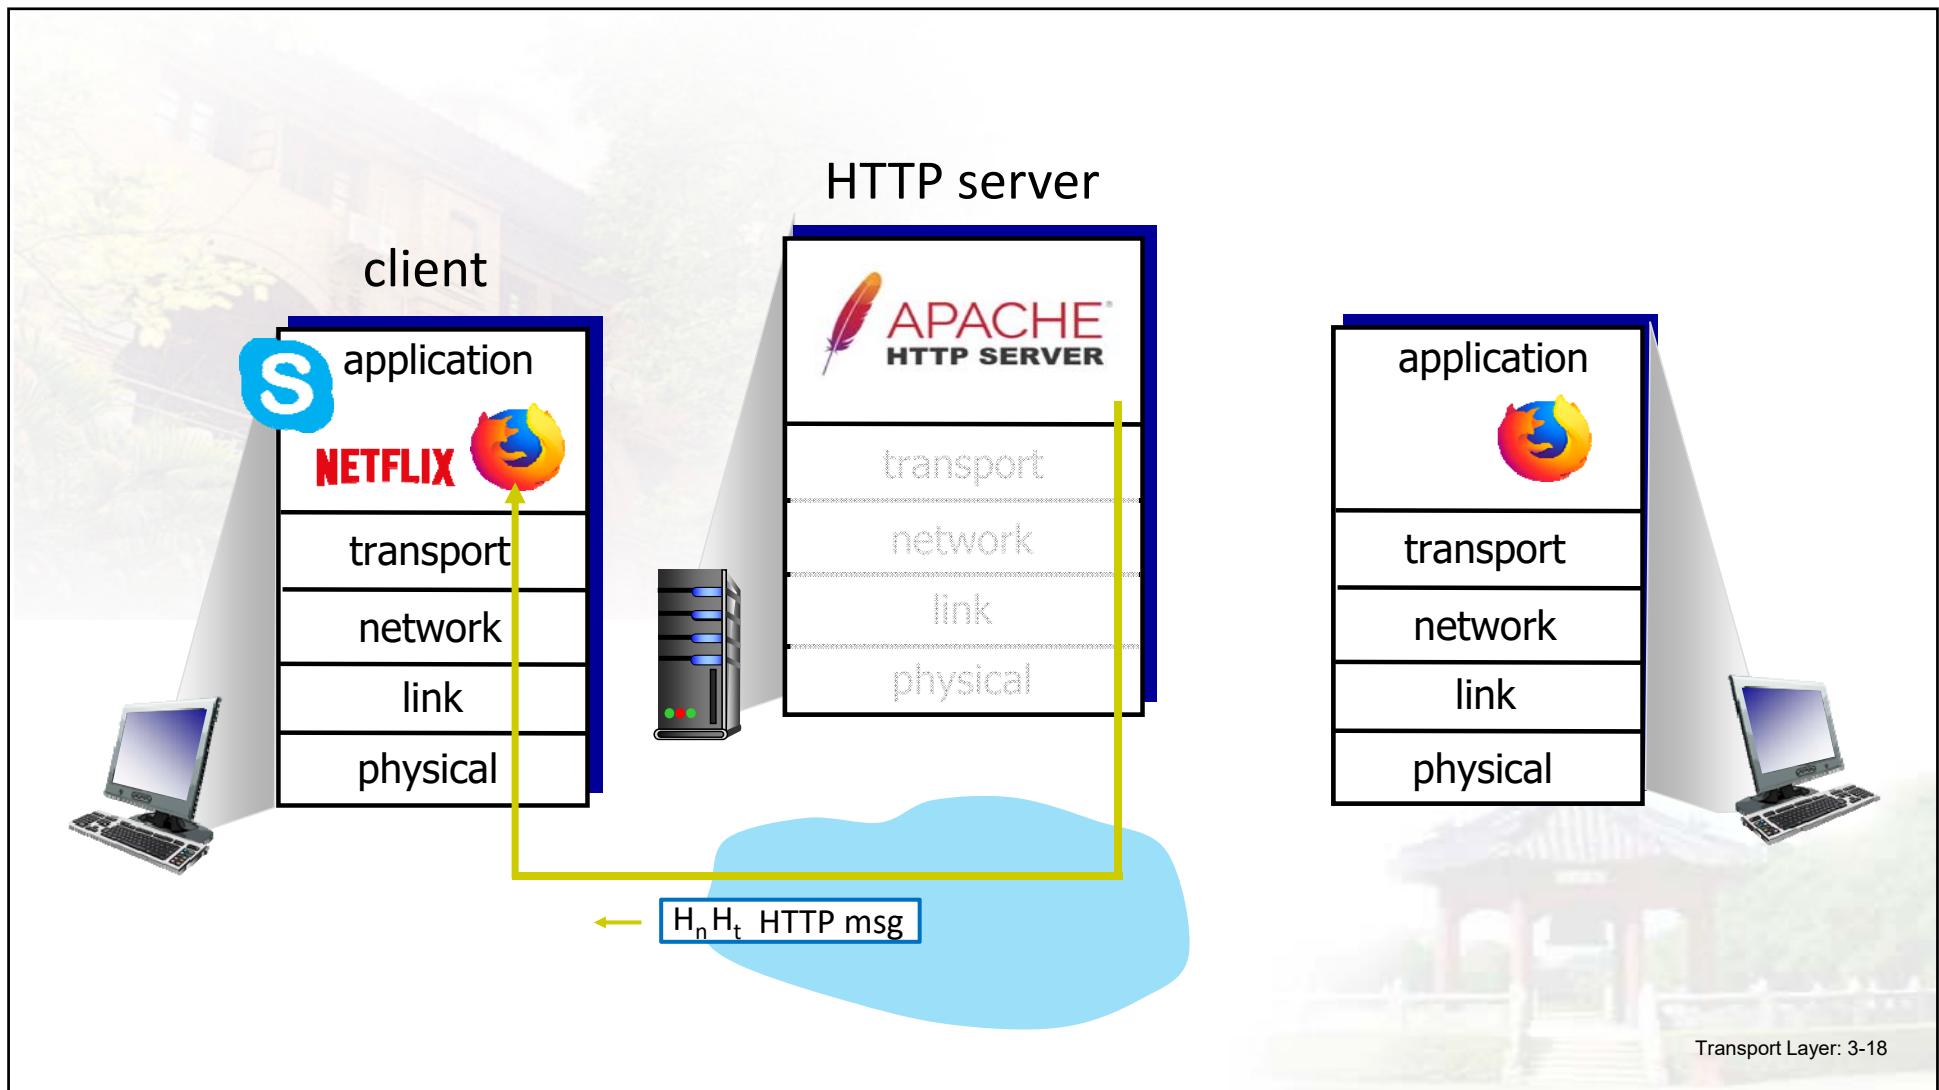 HTTP server
client
APACHE®
HTTP SERVER
S
application
NETFLIX
transport
network
link
physical
transport
network
link
physical
application
transport
network
link
physical
HₙHₜ HTTP msg
Transport Layer: 3-18